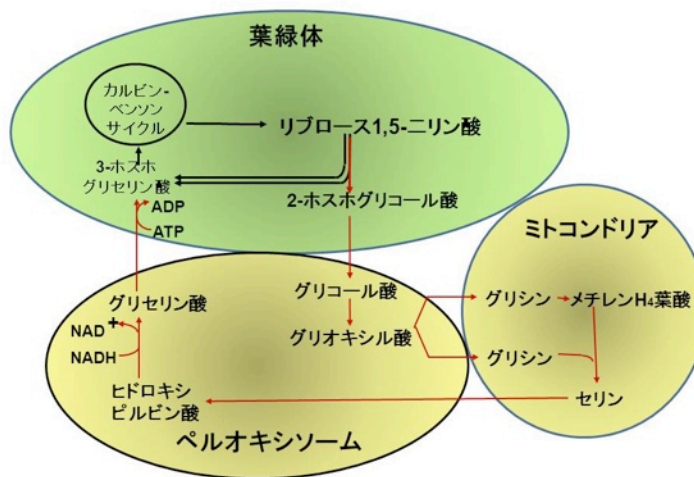 葉緑体
カルビン-
ベンソン
サイクル
リブロース1,5-二リン酸
3-ホスホ
グリセリン酸
2-ホスホグリコール酸
ADP
ATP
ミトコンドリア
グリセリン酸
グリコール酸
グリシン
メチレンH4葉酸
NAD+
グリオキシル酸
NADH
グリシン
ヒドロキシ
ピルビン酸
セリン
ペルオキシソーム